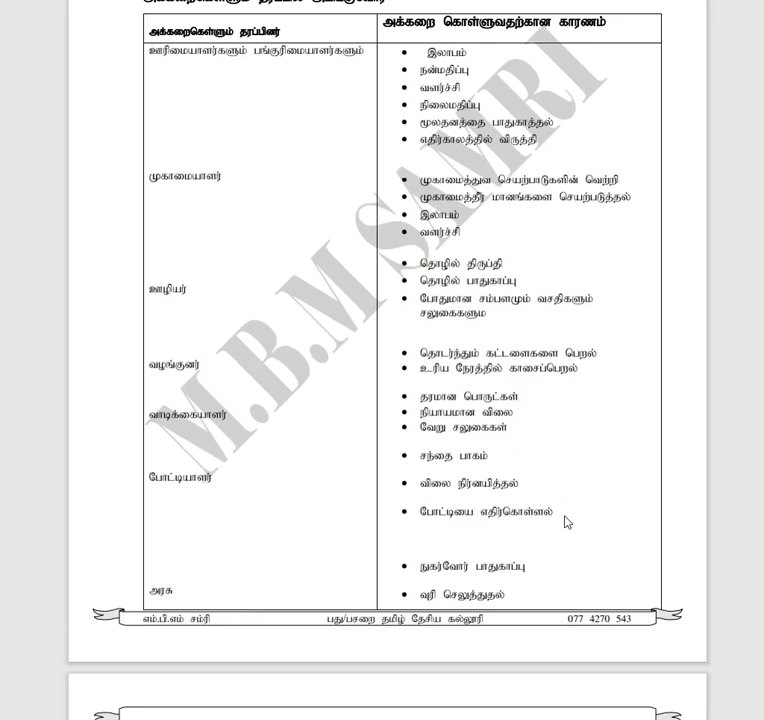 அக்கறைகெள்ளும் தரப்பினர்
அக்கறை கொள்ளுவதற்கான காரணம்
ஊரிமையாளர்களும் பங்குரிமையாளர்களும்
• இலாபம்
• நன்மதிப்பு
• வளர்ச்சி
• நிலைமதிப்பு
• மூலதனத்தை பாதுகாத்தல்
• எதிர்காலத்தில் விருத்தி
முகாமையாளர்
• முகாமைத்துவ செயற்பாடுகளின் வெற்றி
• முகாமைத்தீர் மானங்களை செயற்படுத்தல்
• இலாபம்
• வளர்ச்சி
ஊழியர்
• தொழில் திருப்தி
• தொழில் பாதுகாப்பு
• போதுமான சம்பளமும் வசதிகளும்
சலுகைகளும
வழங்குனர்
• தொடர்ந்தும் கட்டளைகளை பெறல்
• உரிய நேரத்தில் காசைப்பெறல்
வாடிக்கையாளர்
• தரமான பொருட்கள்
• நியாயமான விலை
• வேறு சலுகைகள்
போட்டியாளர்
• சந்தை பாகம்
• விலை நிர்னயித்தல்
• போட்டியை எதிர்கொள்ளல்
அரசு
• நுகர்வோர் பாதுகாப்பு
• வுரி செலுத்துதல்
M.B.M SAMRI
எம்.பி.எம் சம்ரி பது/பசறை தமிழ் தேசிய கல்லூரி 077 4270 543